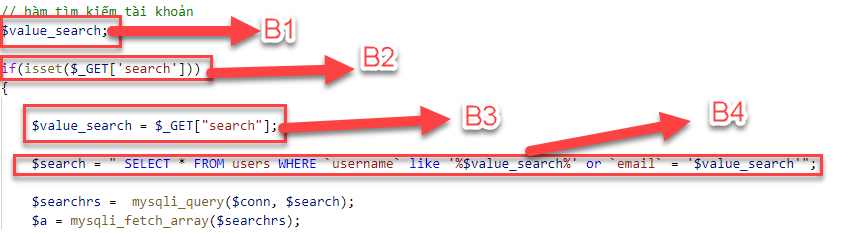 // hàm tìm kiếm tài khoản
$value_search; B1
if(isset($_GET['search'])) B2
{
$value_search = $_GET["search"]; B3
B4
$search = " SELECT * FROM users WHERE `username` like '%$value_search%' or `email` = '$value_search'";
$searchrs =  mysqli_query($conn, $search);
$a = mysqli_fetch_array($searchrs);